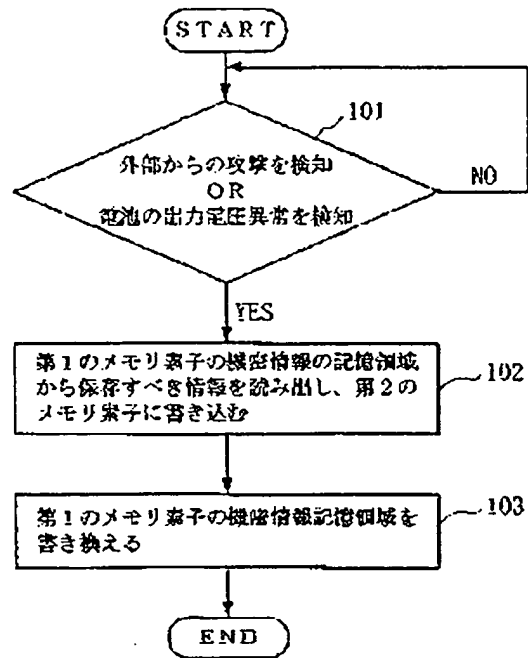 START
101
外部からの攻撃を検知
OR
電池の出力電圧異常を検知
NO
YES
第1のメモリ素子の機密情報の記憶領域
から保存すべき情報を読み出し、第2の
メモリ素子に書き込む
102
第1のメモリ素子の機密情報記憶領域を
書き換える
103
END